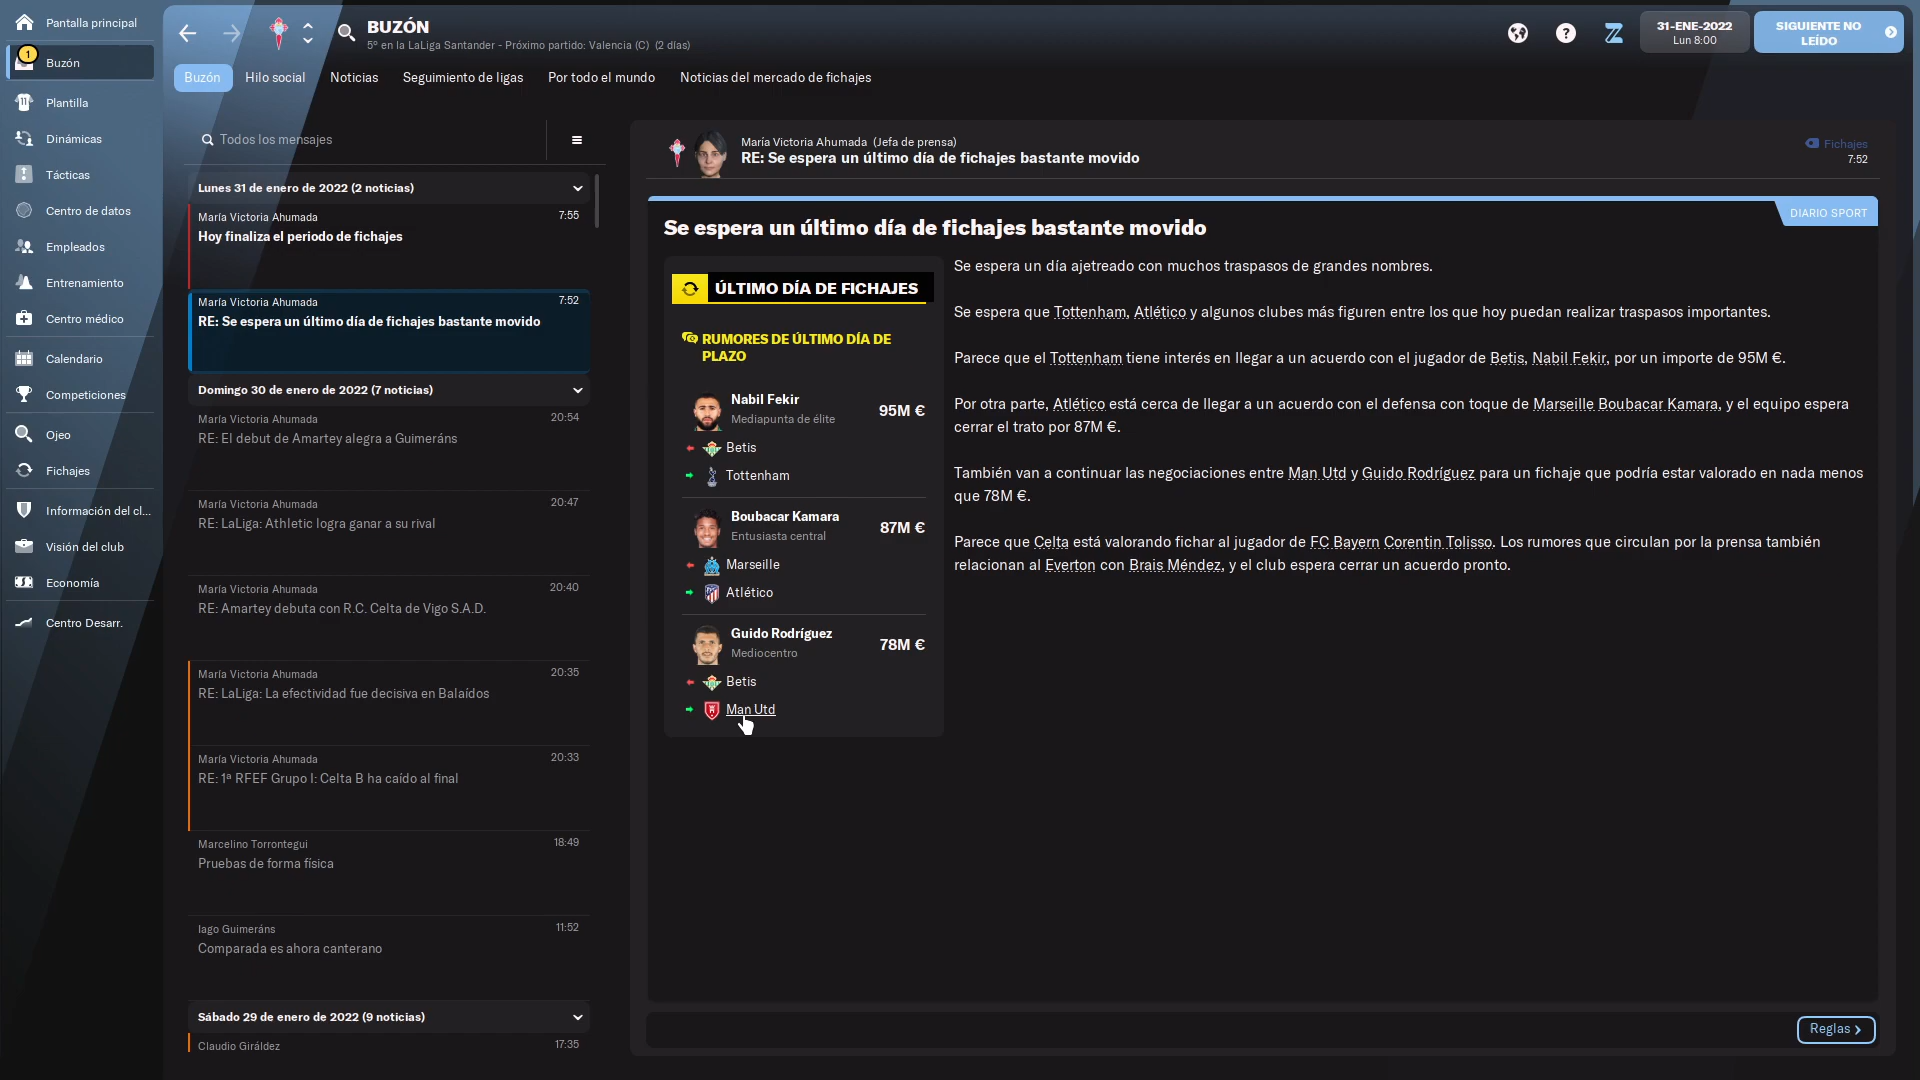 Pantalla principal
1
Buzón
Plantilla
Dinámicas
Tácticas
Centro de datos
Empleados
Entrenamiento
Centro médico
Calendario
Competiciones
Ojeo
Fichajes
Información del cl...
Visión del club
Economía
Centro Desarr.
BUZÓN
5º en la LaLiga Santander - Próximo partido: Valencia (C) (2 días)
31-ENE-2022
Lun 8:00
SIGUIENTE NO
LEÍDO
Buzón Hilo social Noticias Seguimiento de ligas Por todo el mundo Noticias del mercado de fichajes
Todos los mensajes
Lunes 31 de enero de 2022 (2 noticias)
María Victoria Ahumada 7:55
Hoy finaliza el periodo de fichajes
María Victoria Ahumada 7:52
RE: Se espera un último día de fichajes bastante movido
Domingo 30 de enero de 2022 (7 noticias)
María Victoria Ahumada 20:54
RE: El debut de Amartey alegra a Guimeráns
María Victoria Ahumada 20:47
RE: LaLiga: Athletic logra ganar a su rival
María Victoria Ahumada 20:40
RE: Amartey debuta con R.C. Celta de Vigo S.A.D.
María Victoria Ahumada 20:35
RE: LaLiga: La efectividad fue decisiva en Balaídos
María Victoria Ahumada 20:33
RE: 1ª RFEF Grupo I: Celta B ha caído al final
Marcelino Torrontegui 18:49
Pruebas de forma física
Iago Guimeráns 11:52
Comparada es ahora canterano
Sábado 29 de enero de 2022 (9 noticias)
Claudio Giráldez 17:35
María Victoria Ahumada (Jefa de prensa)
RE: Se espera un último día de fichajes bastante movido
Fichajes
7:52
DIARIO SPORT
Se espera un último día de fichajes bastante movido
ÚLTIMO DÍA DE FICHAJES
RUMORES DE ÚLTIMO DÍA DE
PLAZO
Nabil Fekir
Mediapunta de élite
95M €
Betis
Tottenham
Boubacar Kamara
Entusiasta central
87M €
Marseille
Atlético
Guido Rodríguez
Mediocentro
78M €
Betis
Man Utd
Se espera un día ajetreado con muchos traspasos de grandes nombres.
Se espera que Tottenham, Atlético y algunos clubes más figuren entre los que hoy puedan realizar traspasos importantes.
Parece que el Tottenham tiene interés en llegar a un acuerdo con el jugador de Betis, Nabil Fekir, por un importe de 95M €.
Por otra parte, Atlético está cerca de llegar a un acuerdo con el defensa con toque de Marseille Boubacar Kamara, y el equipo espera
cerrar el trato por 87M €.
También van a continuar las negociaciones entre Man Utd y Guido Rodríguez para un fichaje que podría estar valorado en nada menos
que 78M €.
Parece que Celta está valorando fichar al jugador de FC Bayern Corentin Tolisso. Los rumores que circulan por la prensa también
relacionan al Everton con Brais Méndez, y el club espera cerrar un acuerdo pronto.
Reglas